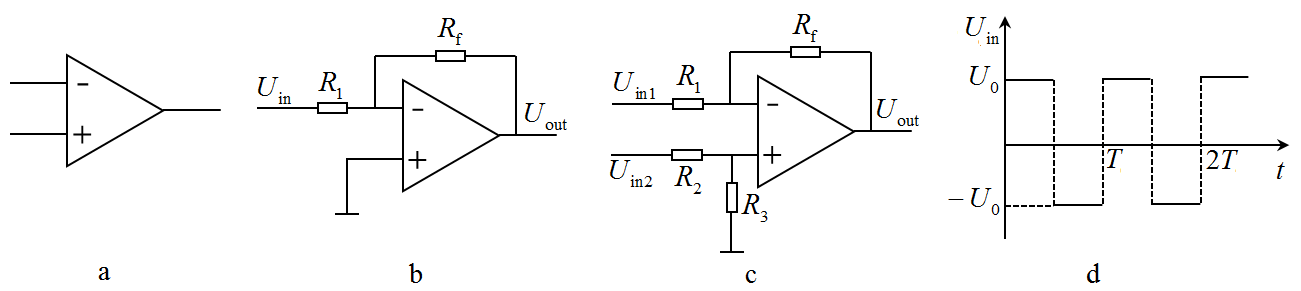 −
+
a
R_f
U_in
R_1
−
+
U_out
b
R_f
U_in1
R_1
−
+
U_out
U_in2
R_2
R_3
c
U_in
U_0
T
2T
t
−U_0
d